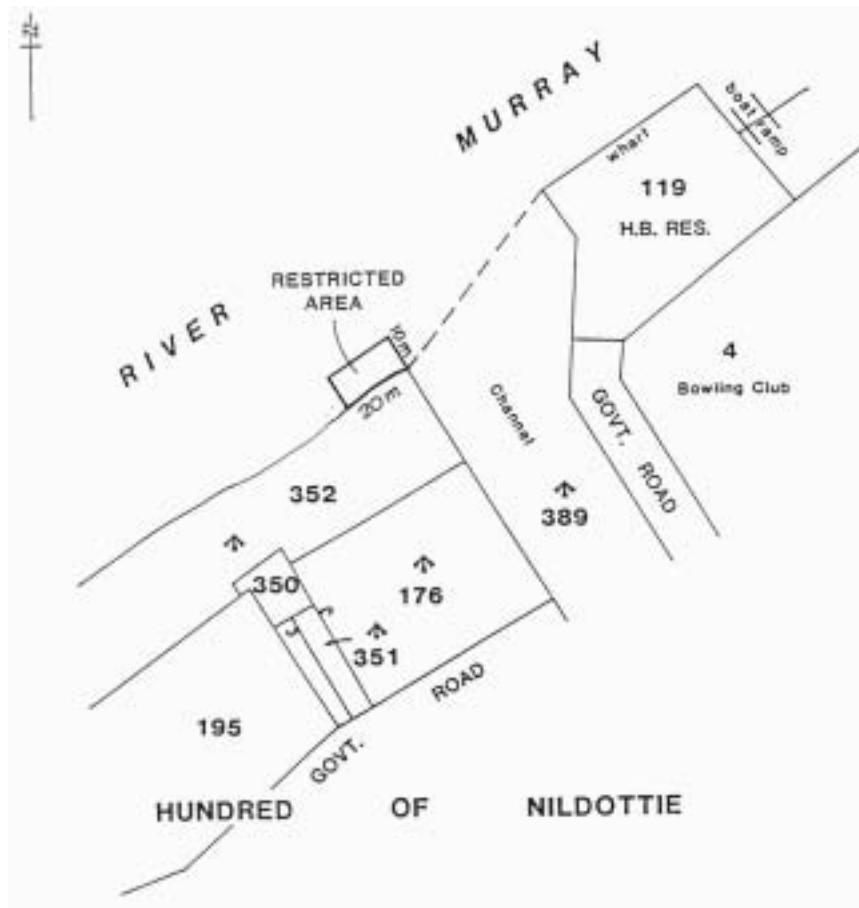 N
MURRAY
boat ramp
wharf
119
H.B. RES.
RESTRICTED
AREA
RIVER
10m
20m
4
Bowling Club
Channel
GOVT. ROAD
352
389
350
176
351
ROAD
195
GOVT.
HUNDRED OF NILDOTTIE